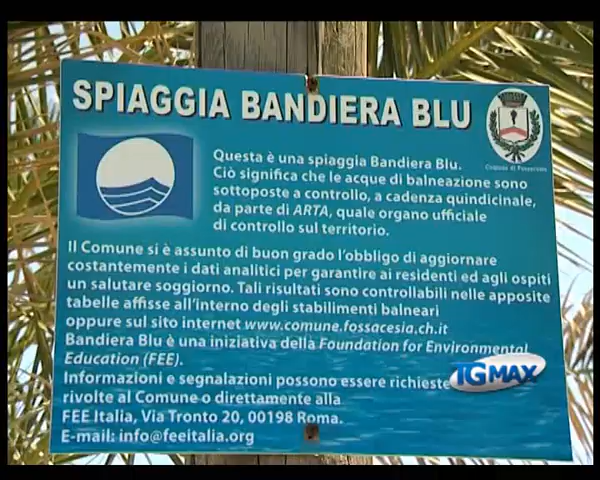 SPIAGGIA BANDIERA BLU
Comune di Fossacesia
Questa è una spiaggia Bandiera Blu.
Ciò significa che le acque di balneazione sono
sottoposte a controllo, a cadenza quindicinale,
da parte di ARTA, quale organo ufficiale
di controllo sul territorio.
Il Comune si è assunto di buon grado l'obbligo di aggiornare
costantemente i dati analitici per garantire ai residenti ed agli ospiti
un salutare soggiorno. Tali risultati sono controllabili nelle apposite
tabelle affisse all'interno degli stabilimenti balneari
oppure sul sito internet www.comune.fossacesia.ch.it
Bandiera Blu è una iniziativa della Foundation for Environmental
Education (FEE).
Informazioni e segnalazioni possono essere richieste
rivolte al Comune o direttamente alla
FEE Italia, Via Tronto 20, 00198 Roma.
E-mail: info@feeitalia.org
TGMAX